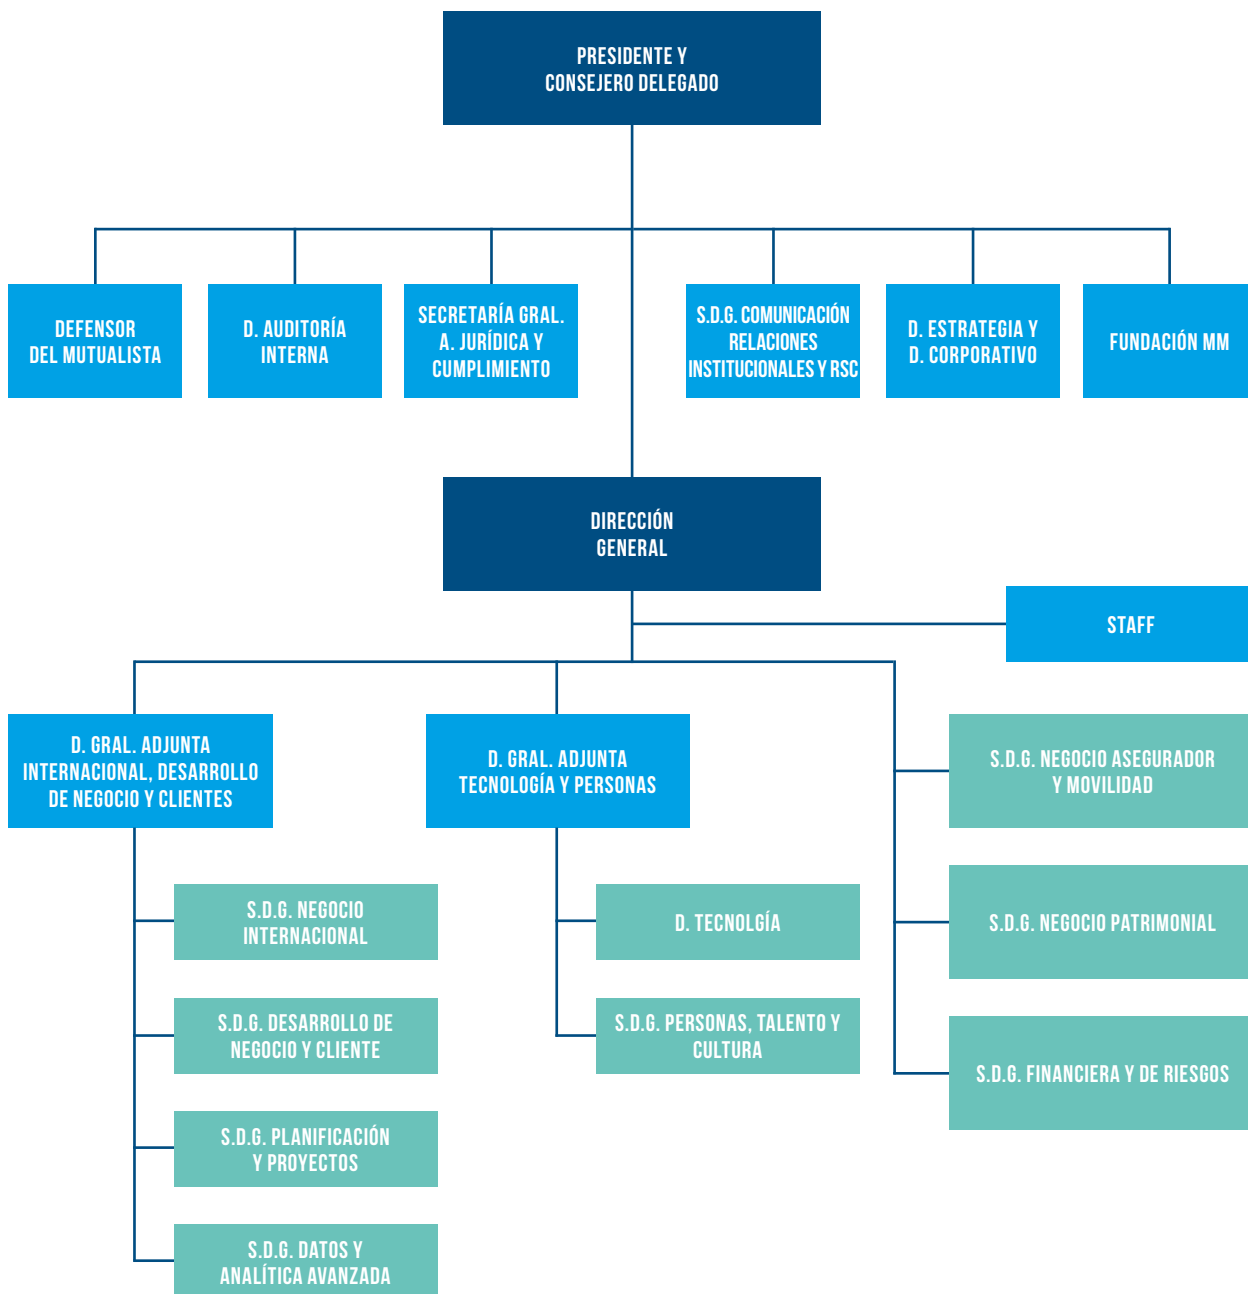 PRESIDENTE Y
CONSEJERO DELEGADO
DEFENSOR
DEL MUTUALISTA
D. AUDITORÍA
INTERNA
SECRETARÍA GRAL.
A. JURÍDICA Y
CUMPLIMIENTO
S.D.G. COMUNICACIÓN
RELACIONES
INSTITUCIONALES Y RSC
D. ESTRATEGIA Y
D. CORPORATIVO
FUNDACIÓN MM
DIRECCIÓN
GENERAL
STAFF
D. GRAL. ADJUNTA
INTERNACIONAL, DESARROLLO
DE NEGOCIO Y CLIENTES
S.D.G. NEGOCIO
INTERNACIONAL
S.D.G. DESARROLLO DE
NEGOCIO Y CLIENTE
S.D.G. PLANIFICACIÓN
Y PROYECTOS
S.D.G. DATOS Y
ANALÍTICA AVANZADA
D. GRAL. ADJUNTA
TECNOLOGÍA Y PERSONAS
D. TECNOLGÍA
S.D.G. PERSONAS, TALENTO Y
CULTURA
S.D.G. NEGOCIO ASEGURADOR
Y MOVILIDAD
S.D.G. NEGOCIO PATRIMONIAL
S.D.G. FINANCIERA Y DE RIESGOS